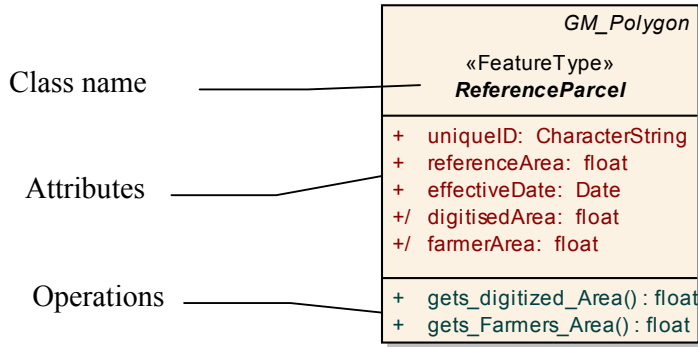 GM_Polygon
«FeatureType»
Class name
ReferenceParcel
+ uniqueID: CharacterString
+ referenceArea: float
Attributes
+ effectiveDate: Date
+/ digitisedArea: float
+/ farmerArea: float
Operations
+ gets_digitized_Area() : float
+ gets_Farmers_Area() : float